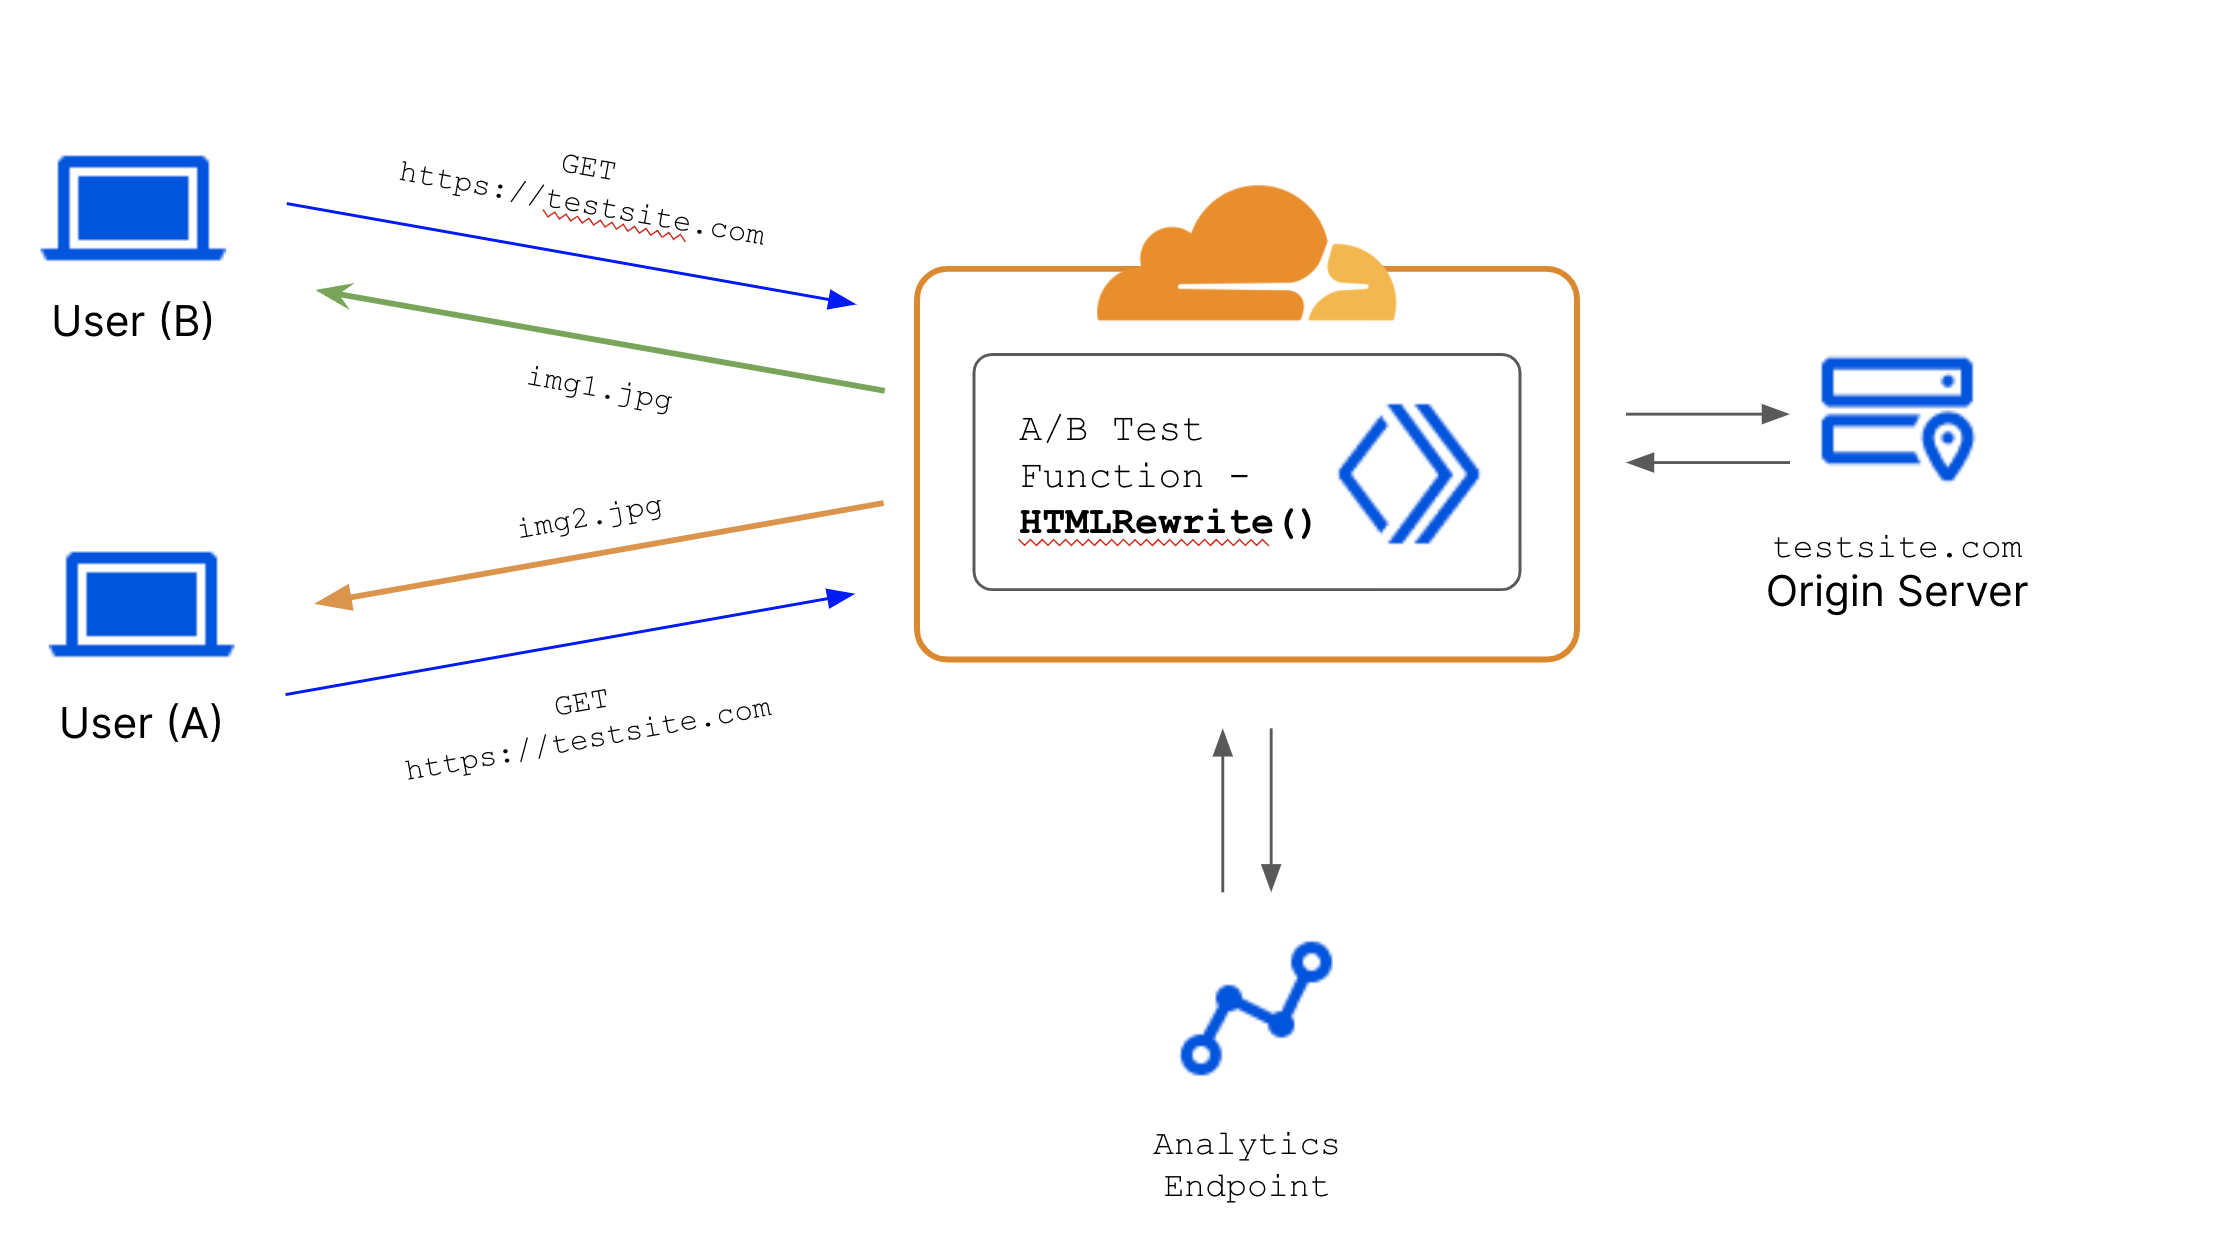 GET
https://testsite.com
User (B)
img1.jpg
img2.jpg
User (A)
GET
https://testsite.com
A/B Test
Function -
HTMLRewrite()
testsite.com
Origin Server
Analytics
Endpoint